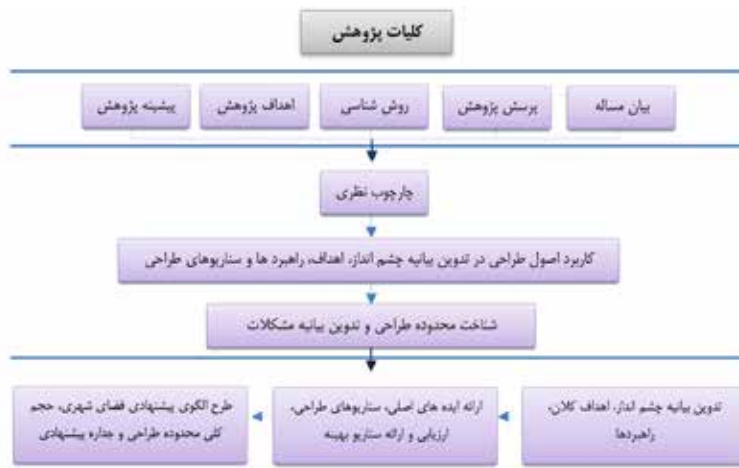 کلیات پژوهش
بیان مساله
پرسش پژوهش
روش شناسی
اهداف پژوهش
پیشینه پژوهش
چارچوب نظری
کاربرد اصول طراحی در تدوین بیانیه چشم انداز، اهداف، راهبرد ها و سناریوهای طراحی
شناخت محدوده طراحی و تدوین بیانیه مشکلات
تدوین بیانیه چشم انداز، اهداف کلان،
راهبردها
ارائه ایده های اصلی، سناریوهای طراحی،
ارزیابی و ارائه سناریو بهینه
طرح الگوی پیشنهادی فضای شهری، حجم
کلی محدوده طراحی و جداره پیشنهادی